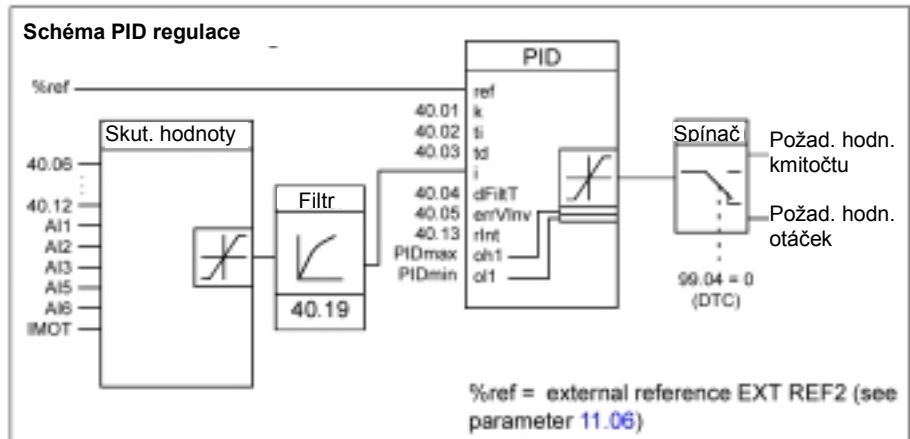 Schéma PID regulace
%ref
Skut. hodnoty
40.06
40.12
AI1
AI2
AI3
AI5
AI6
IMOT
Filtr
40.19
PID
ref
40.01 k
40.02 ti
40.03 td
i
40.04 dFiltT
40.05 errVInv
40.13 rInt
PIDmax oh1
PIDmin ol1
Spínač
Požad. hodn.
kmitočtu
Požad. hodn.
otáček
99.04 = 0
(DTC)
%ref = external reference EXT REF2 (see
parameter 11.06)